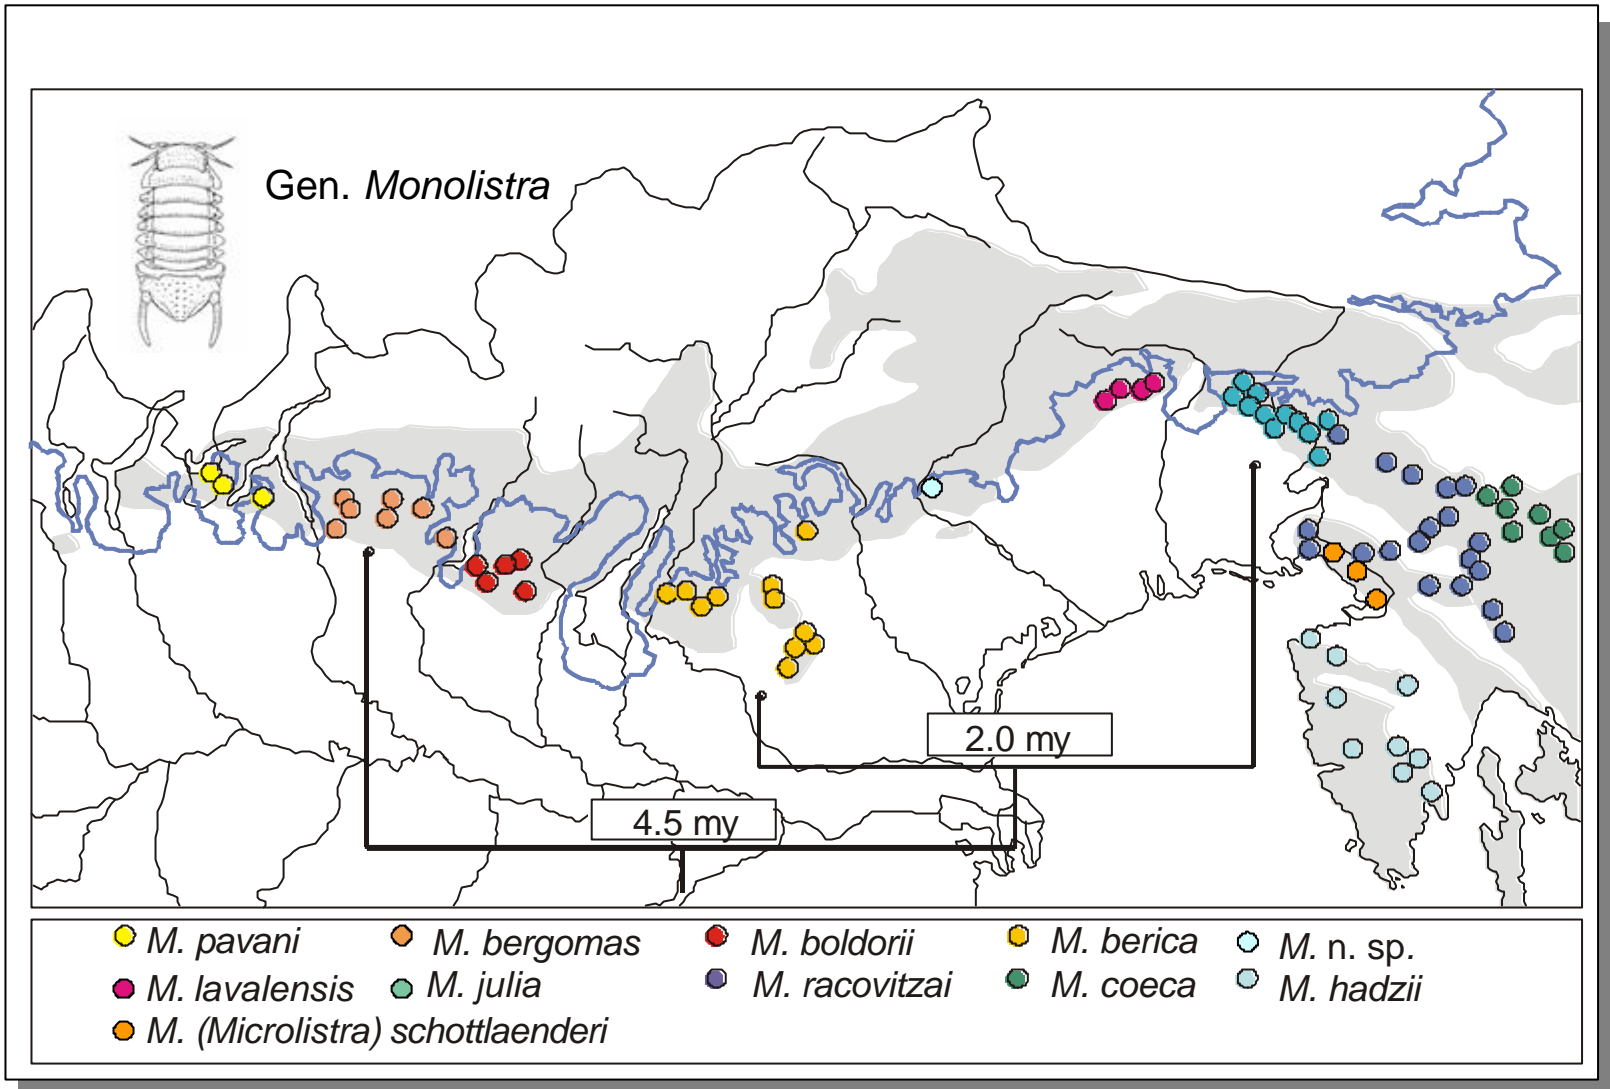 Gen. Monolistra
2.0 my
4.5 my
M. pavani M. bergomas M. boldorii M. berica M. n. sp.
M. lavalensis M. julia M. racovitzai M. coeca M. hadzii
M. (Microlistra) schottlaenderi